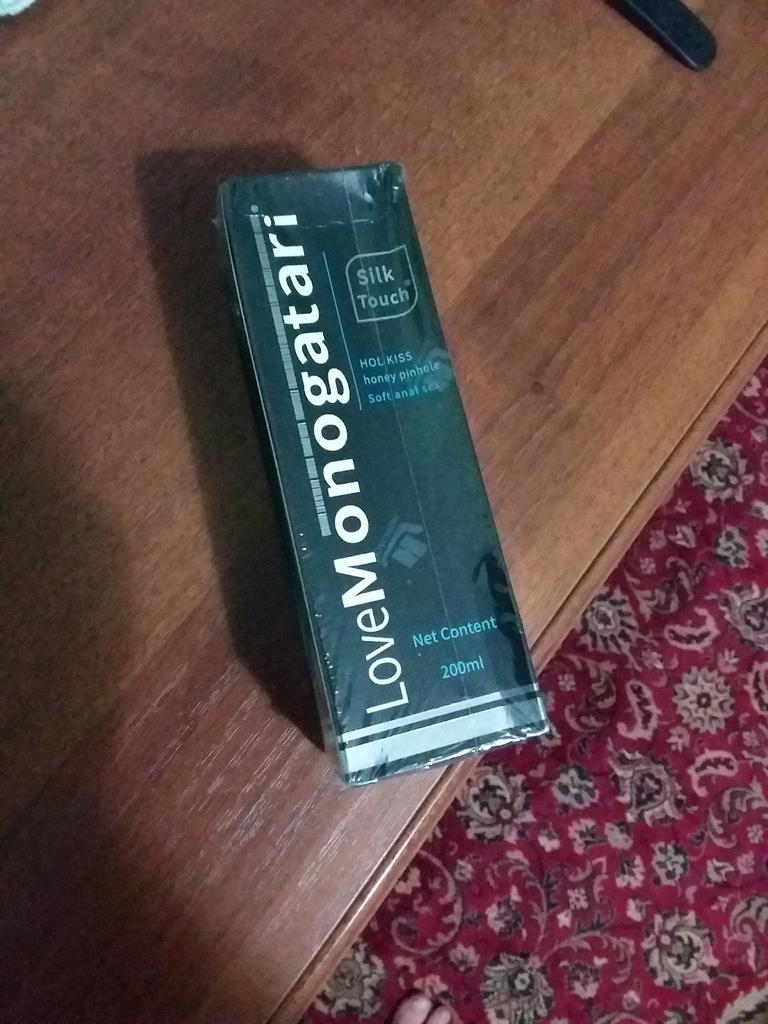 LoveMonogatari
Silk
Touch
HOL KISS
honey pinhole
Soft anal sex
Net Content
200ml